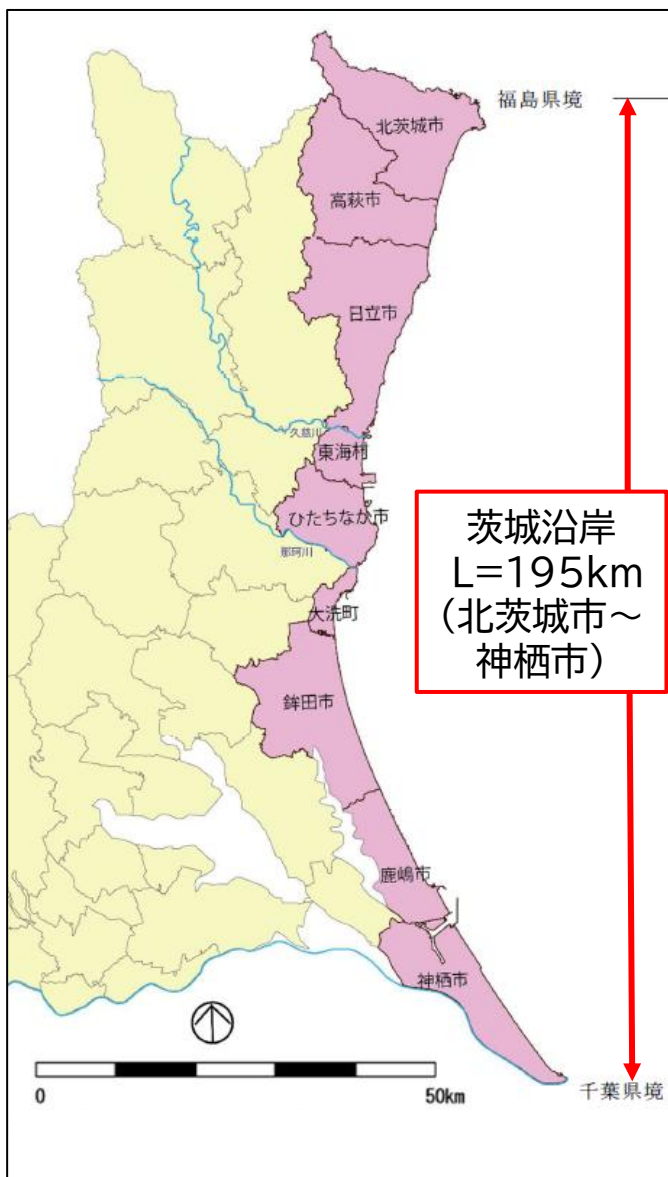 福島県境
北茨城市
高萩市
日立市
久慈川
東海村
ひたちなか市
那珂川
大洗町
茨城沿岸
L=195km
(北茨城市～
神栖市)
鉾田市
鹿嶋市
神栖市
0
50km
千葉県境